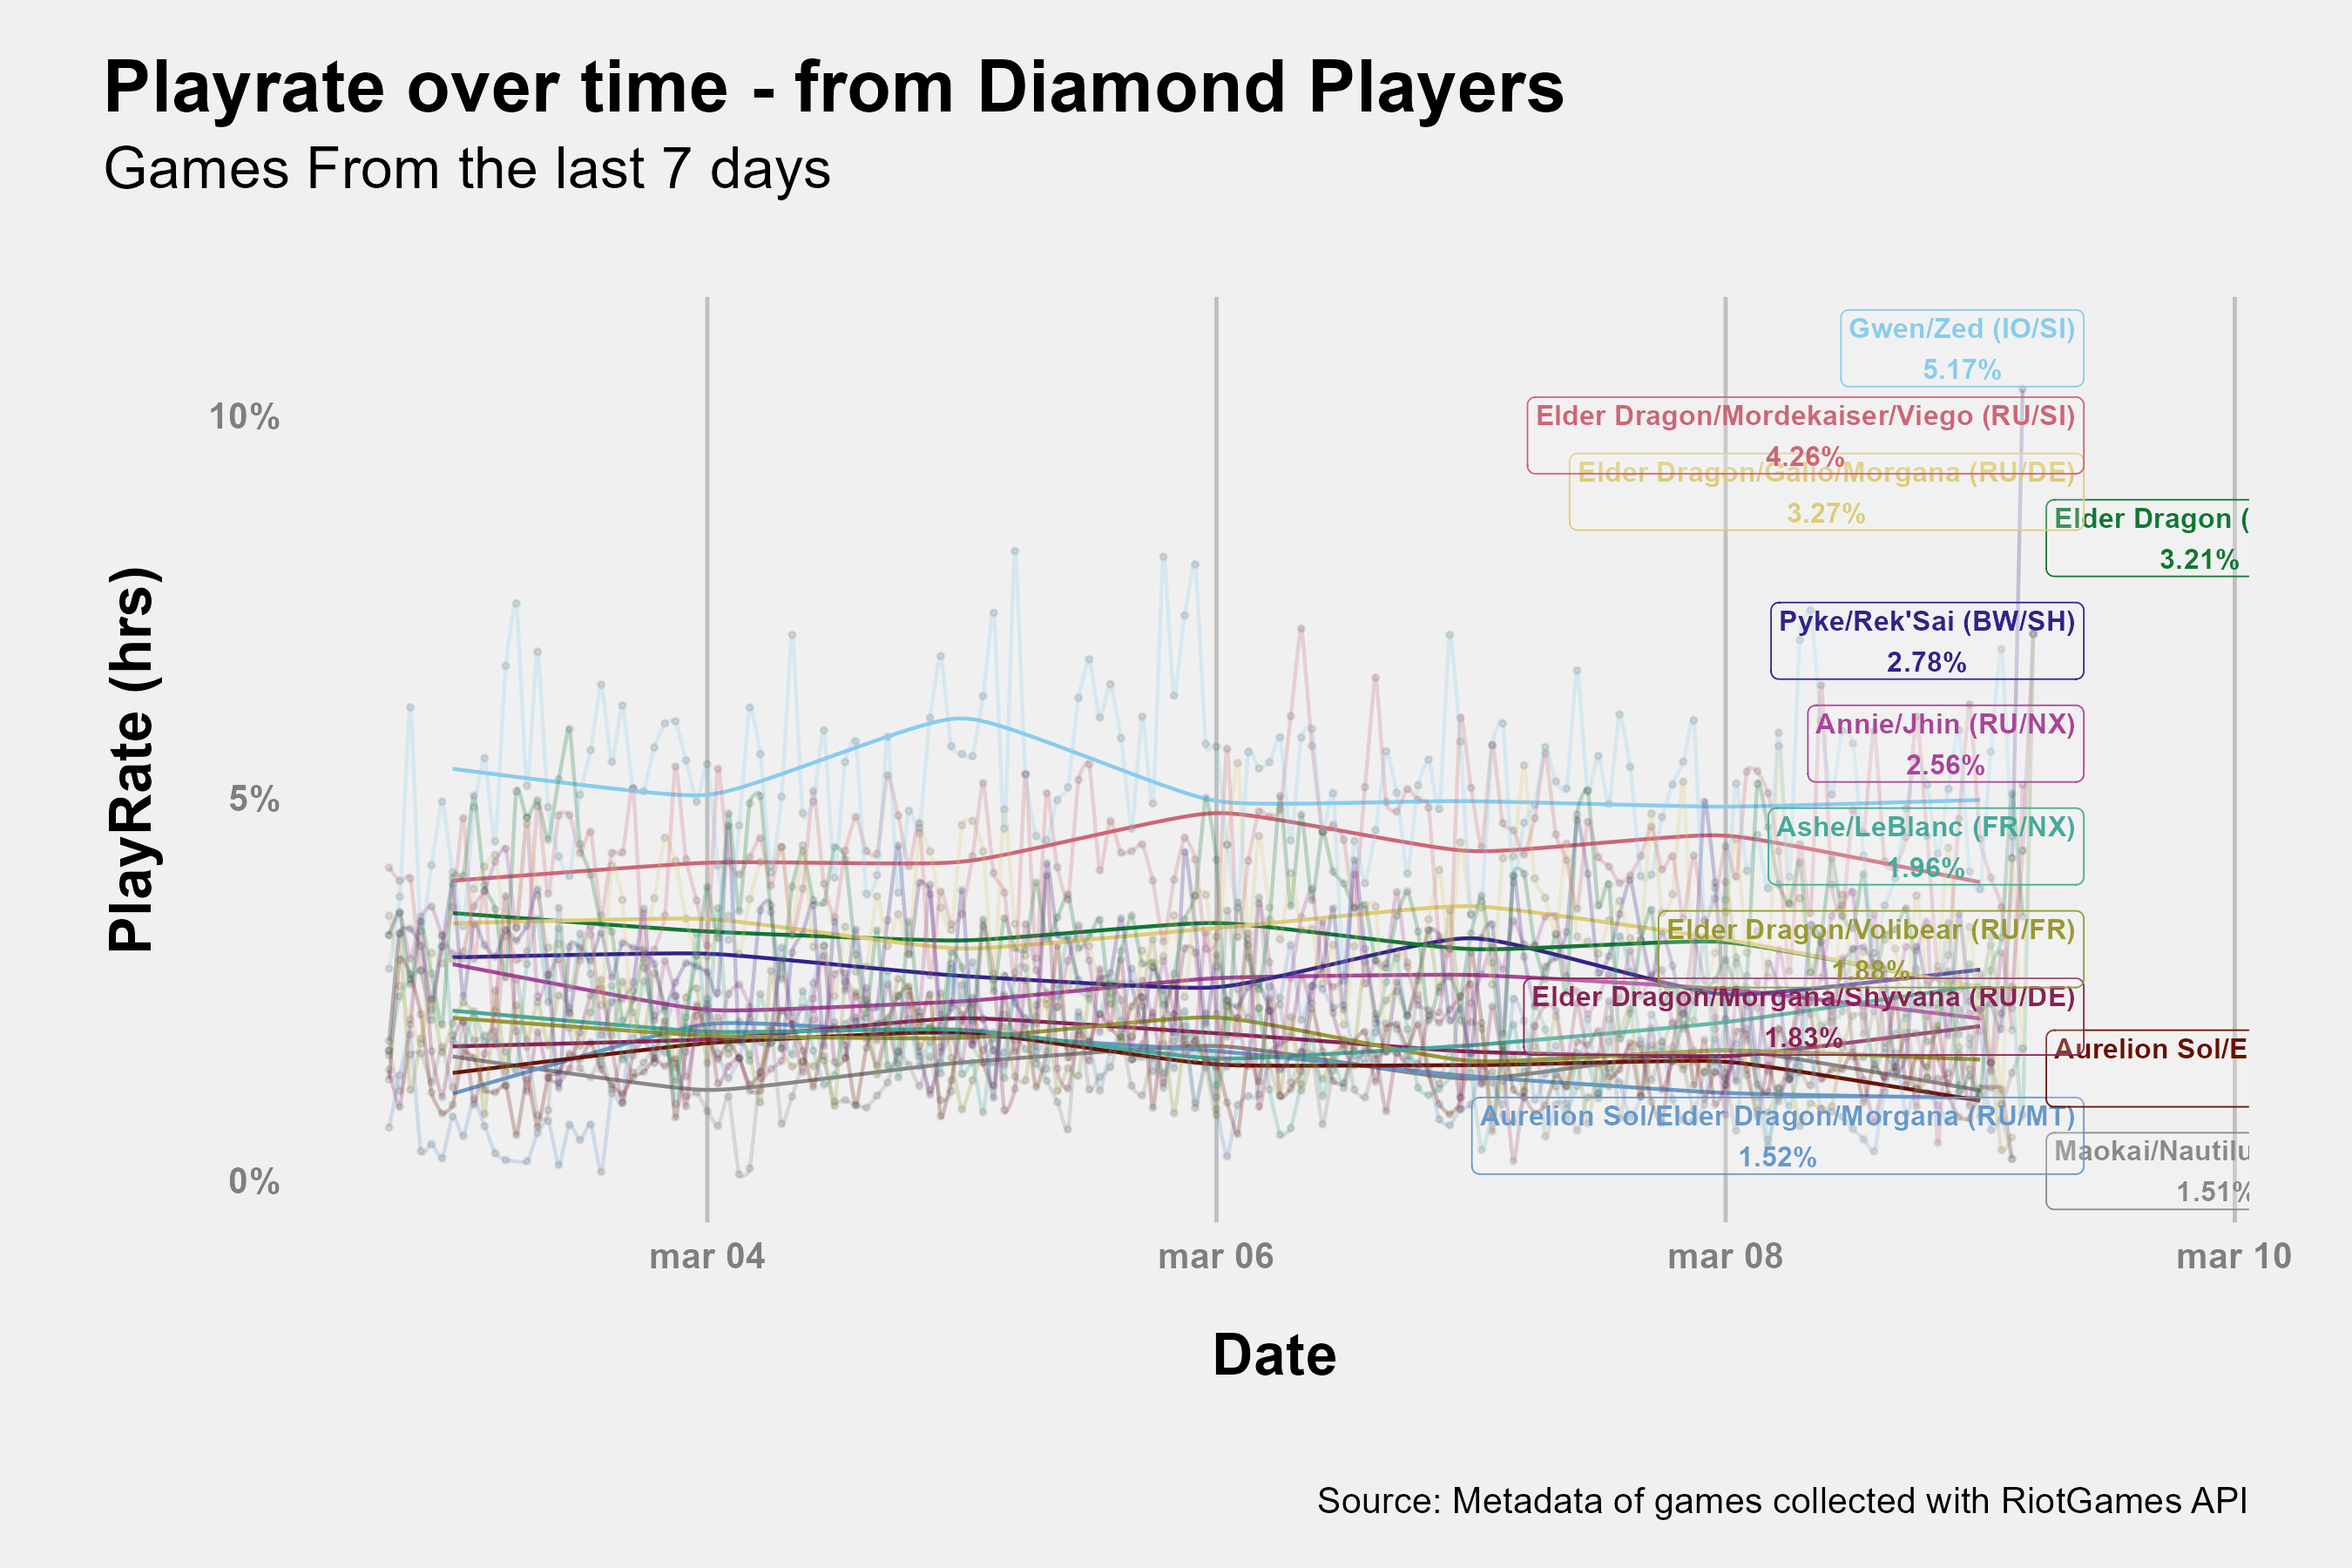 Playrate over time - from Diamond Players
Games From the last 7 days
PlayRate (hrs)
10%
5%
0%
Gwen/Zed (IO/SI)
5.17%
Elder Dragon/Mordekaiser/Viego (RU/SI)
4.26%
Elder Dragon/Galio/Morgana (RU/DE)
3.27%
Elder Dragon (
3.21%
Pyke/Rek'Sai (BW/SH)
2.78%
Annie/Jhin (RU/NX)
2.56%
Ashe/LeBlanc (FR/NX)
1.96%
Elder Dragon/Volibear (RU/FR)
1.88%
Elder Dragon/Morgana/Shyvana (RU/DE)
1.83%
Aurelion Sol/E
Aurelion Sol/Elder Dragon/Morgana (RU/MT)
1.52%
Maokai/Nautilu
1.51%
mar 04
mar 06
mar 08
mar 10
Date
Source: Metadata of games collected with RiotGames API